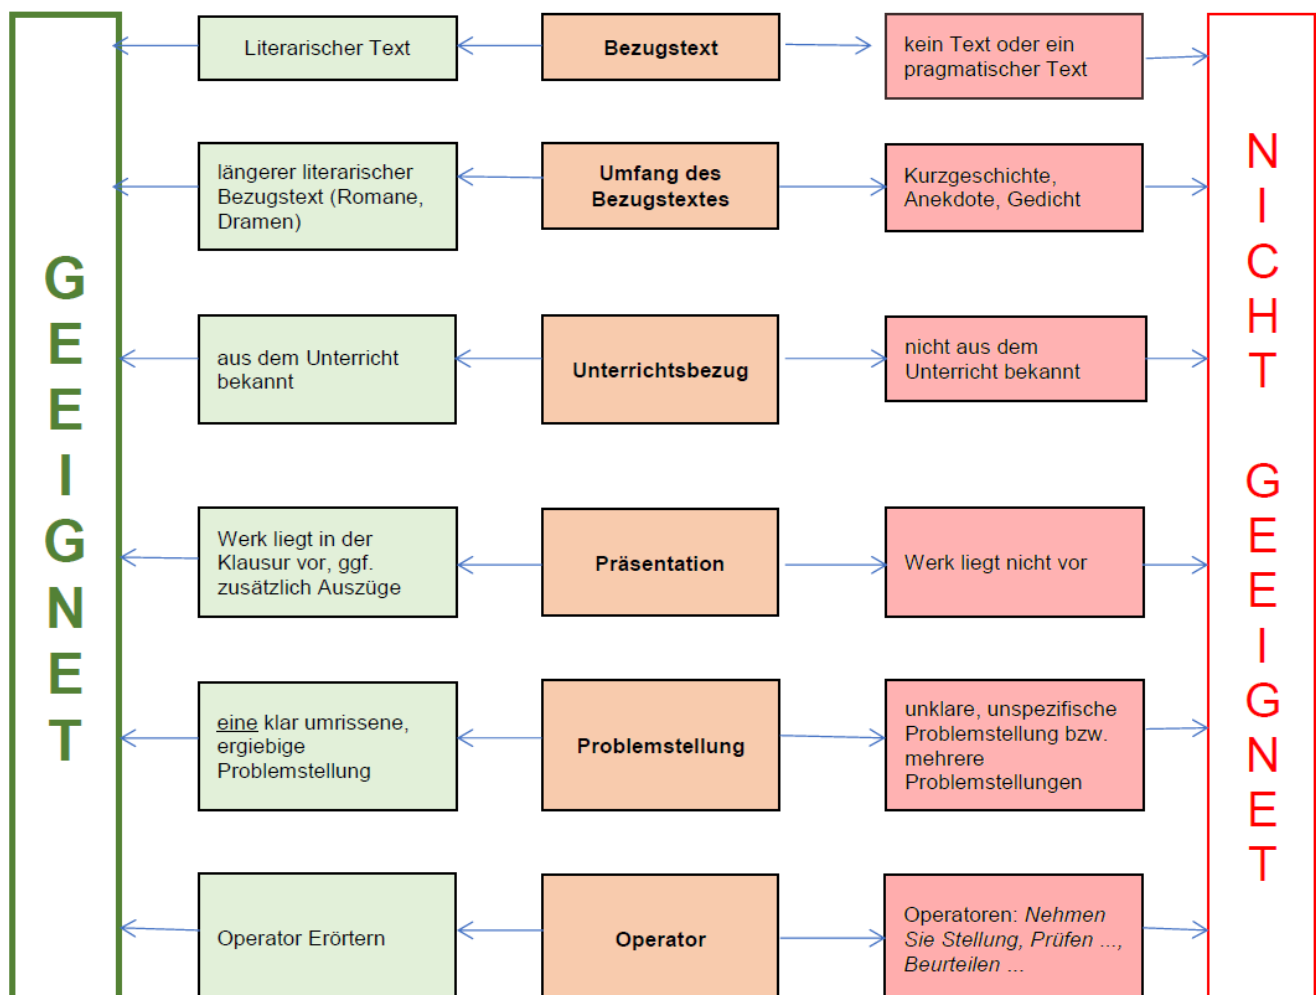 GEEIGNET
Literarischer Text
Bezugstext
kein Text oder ein
pragmatischer Text
längerer literarischer
Bezugstext (Romane,
Dramen)
Umfang des
Bezugstextes
Kurzgeschichte,
Anekdote, Gedicht
aus dem Unterricht
bekannt
Unterrichtsbezug
nicht aus dem
Unterricht bekannt
Werk liegt in der
Klausur vor, ggf.
zusätzlich Auszüge
Präsentation
Werk liegt nicht vor
eine klar umrissene,
ergiebige
Problemstellung
Problemstellung
unklare, unspezifische
Problemstellung bzw.
mehrere
Problemstellungen
Operator Erörtern
Operator
Operatoren: Nehmen
Sie Stellung, Prüfen ...,
Beurteilen ...
NICHT GEEIGNET